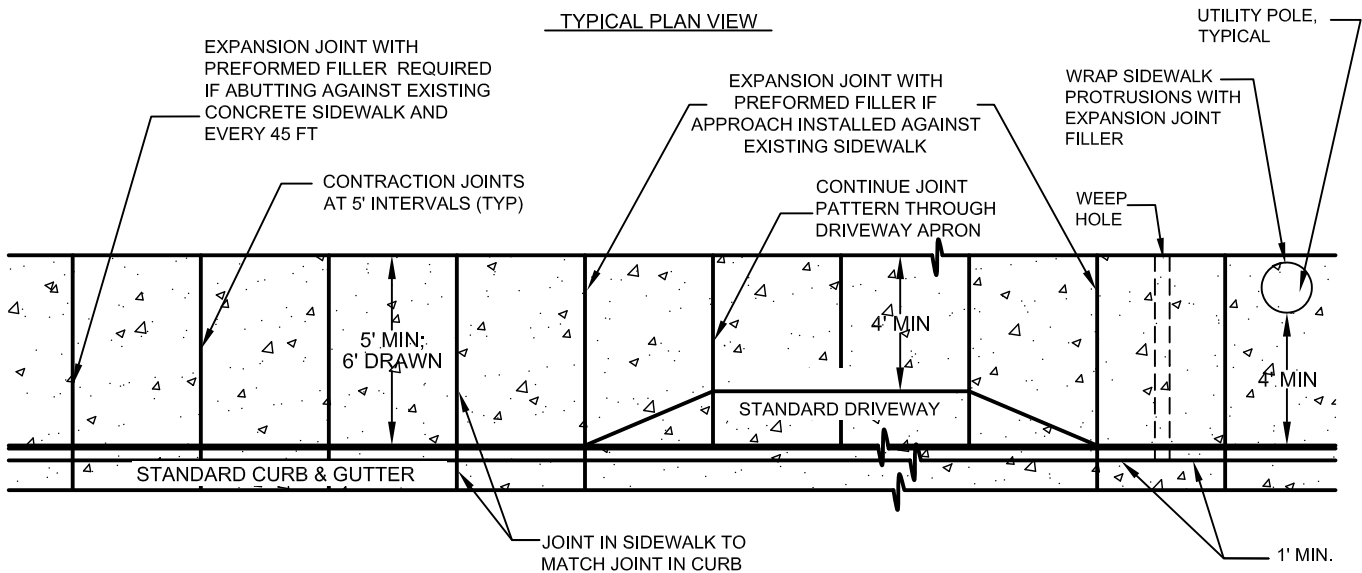 TYPICAL PLAN VIEW
UTILITY POLE,
TYPICAL
EXPANSION JOINT WITH
PREFORMED FILLER REQUIRED
IF ABUTTING AGAINST EXISTING
CONCRETE SIDEWALK AND
EVERY 45 FT
EXPANSION JOINT WITH
PREFORMED FILLER IF
APPROACH INSTALLED AGAINST
EXISTING SIDEWALK
WRAP SIDEWALK
PROTRUSIONS WITH
EXPANSION JOINT
FILLER
CONTRACTION JOINTS
AT 5' INTERVALS (TYP)
CONTINUE JOINT
PATTERN THROUGH
DRIVEWAY APRON
WEEP
HOLE
5' MIN;
6' DRAWN
4' MIN
4' MIN
STANDARD DRIVEWAY
STANDARD CURB & GUTTER
JOINT IN SIDEWALK TO
MATCH JOINT IN CURB
1' MIN.